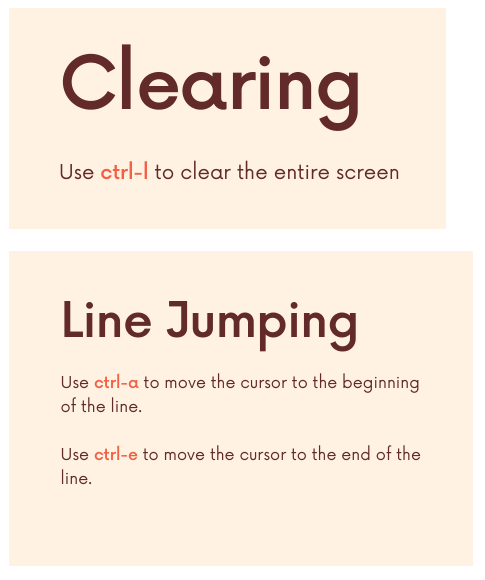 Clearing
Use ctrl-l to clear the entire screen
Line Jumping
Use ctrl-a to move the cursor to the beginning
of the line.
Use ctrl-e to move the cursor to the end of the
line.